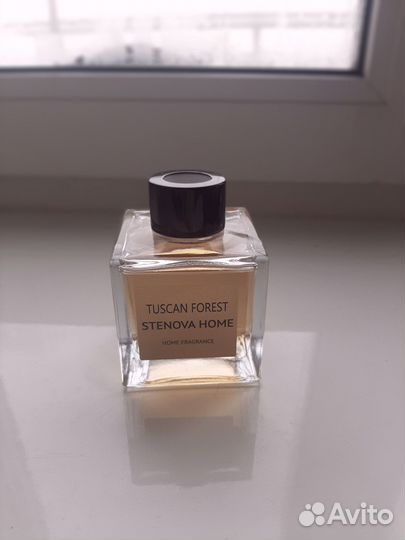 TUSCAN FOREST
STENOVA HOME
HOME FRAGRANCE
Avito